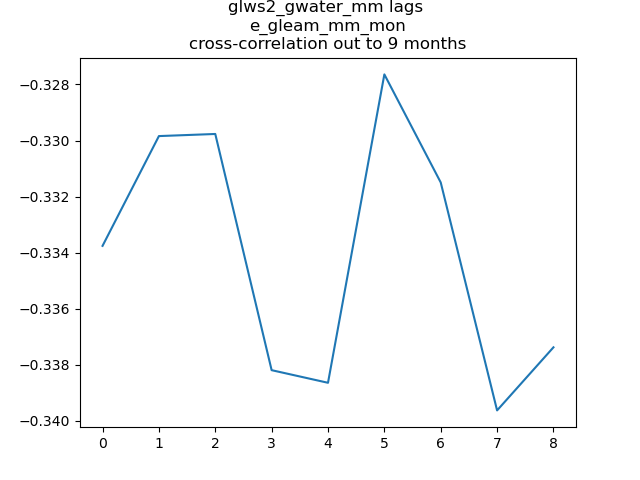 glws2_gwater_mm lags
e_gleam_mm_mon
cross-correlation out to 9 months
−0.328
−0.330
−0.332
−0.334
−0.336
−0.338
−0.340
0 1 2 3 4 5 6 7 8